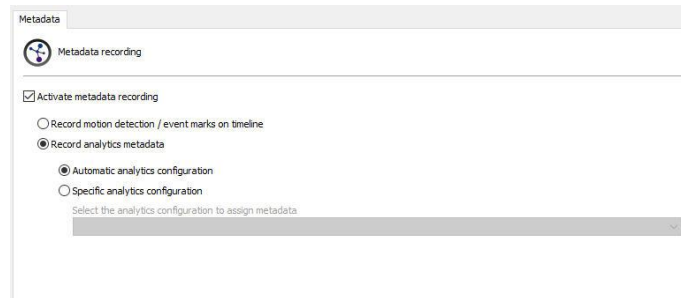 Metadata
Metadata recording
Activate metadata recording
Record motion detection / event marks on timeline
Record analytics metadata
Automatic analytics configuration
Specific analytics configuration
Select the analytics configuration to assign metadata